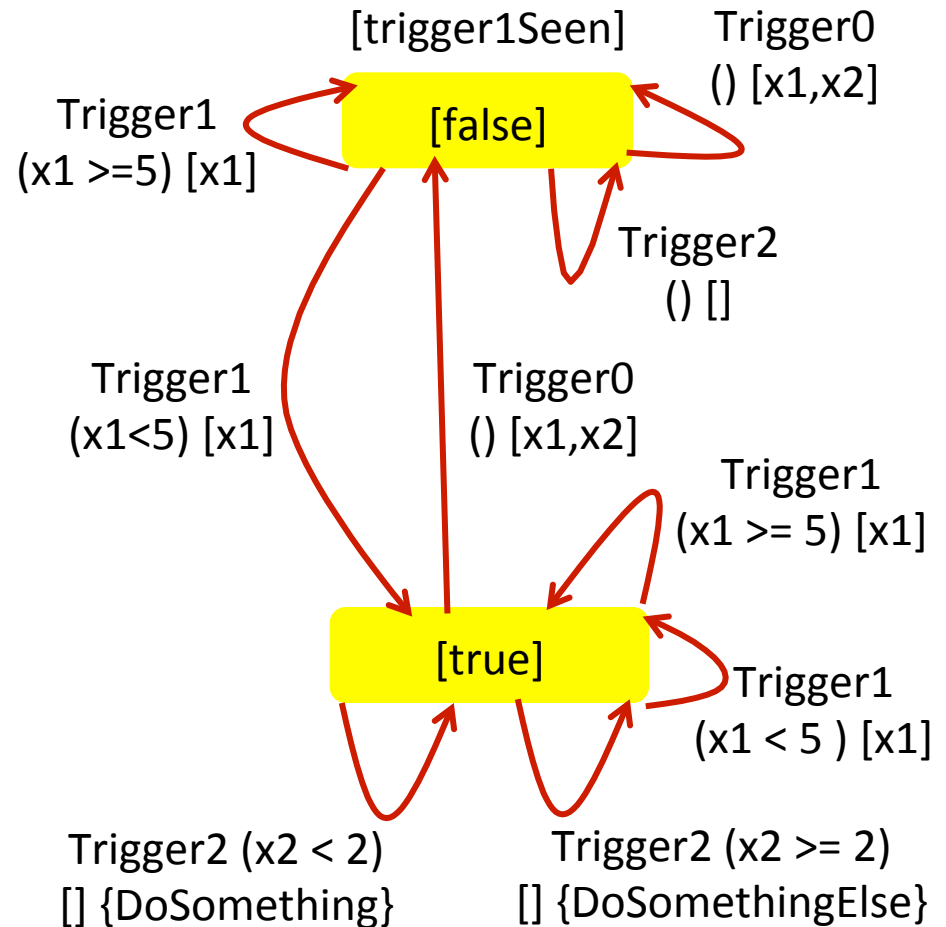 [trigger1Seen]
Trigger0
() [x1,x2]
Trigger1
(x1 >=5) [x1]
[false]
Trigger2
() []
Trigger1
(x1<5) [x1]
Trigger0
() [x1,x2]
Trigger1
(x1 >= 5) [x1]
[true]
Trigger1
(x1 < 5 ) [x1]
Trigger2 (x2 < 2)
[] {DoSomething}
Trigger2 (x2 >= 2)
[] {DoSomethingElse}